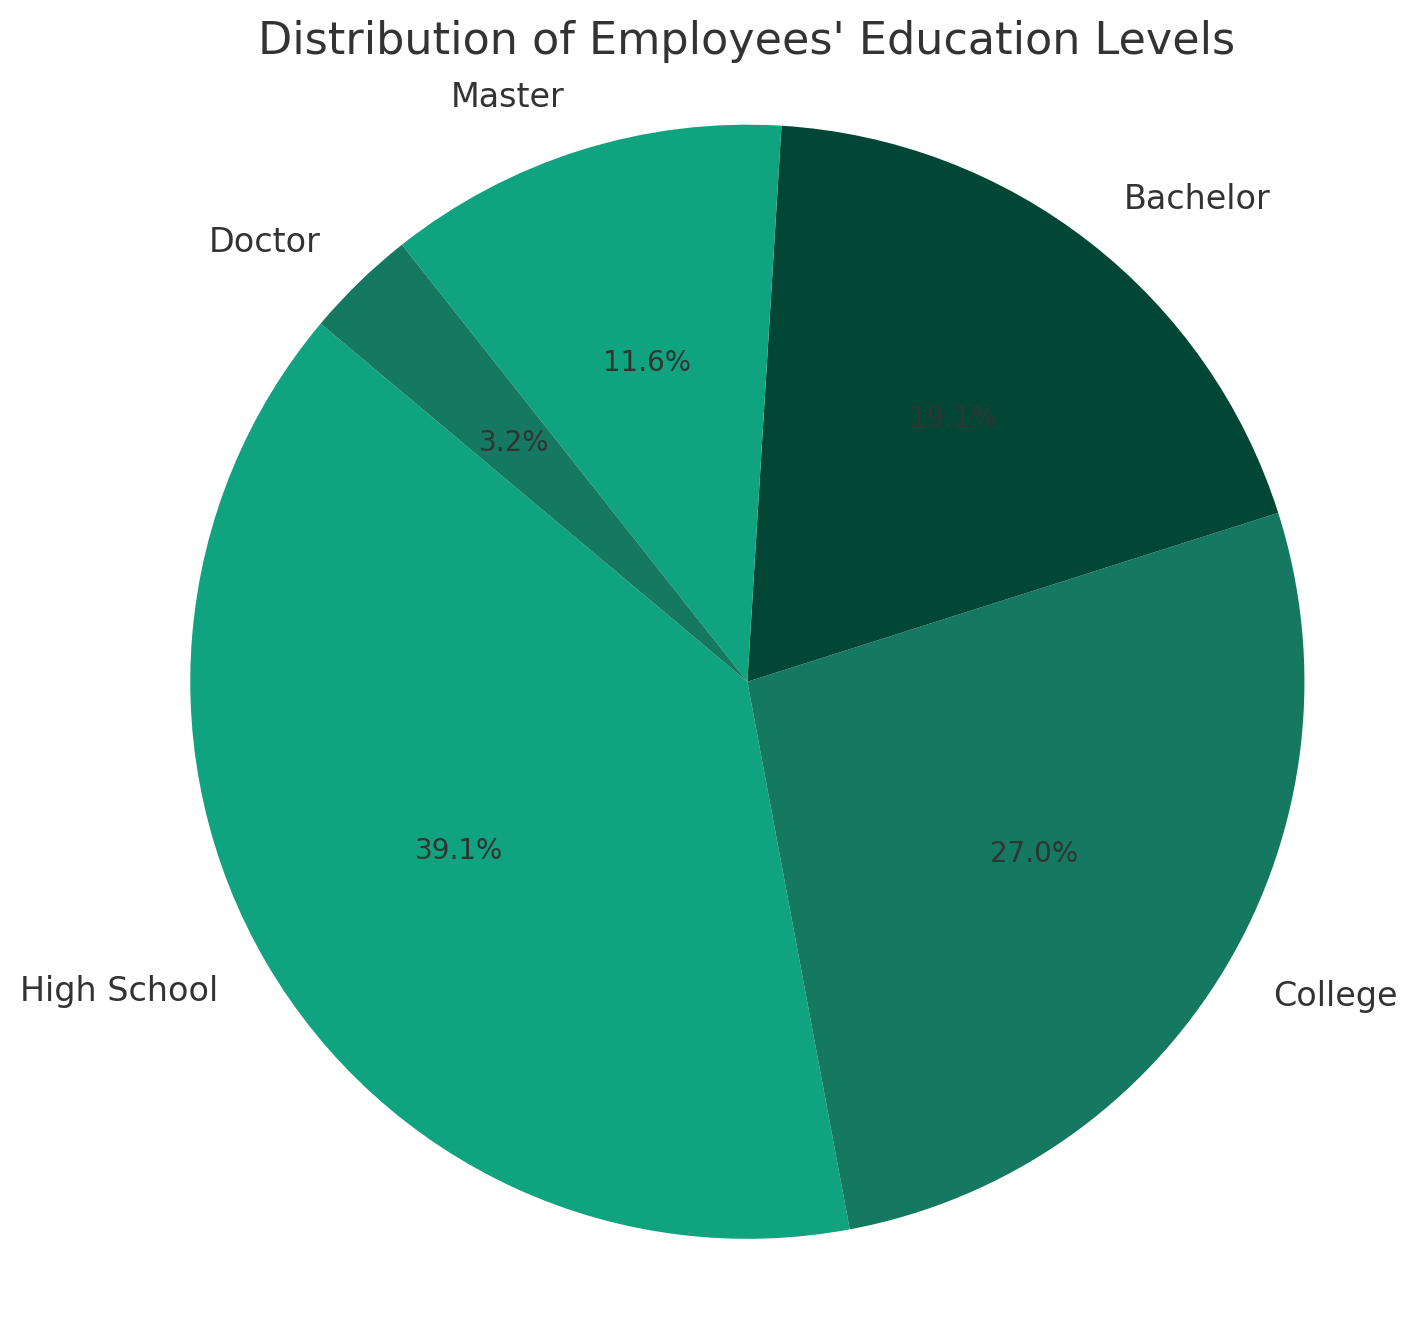 Distribution of Employees' Education Levels
Master
Bachelor
Doctor
11.6%
19.1%
3.2%
39.1%
27.0%
High School
College